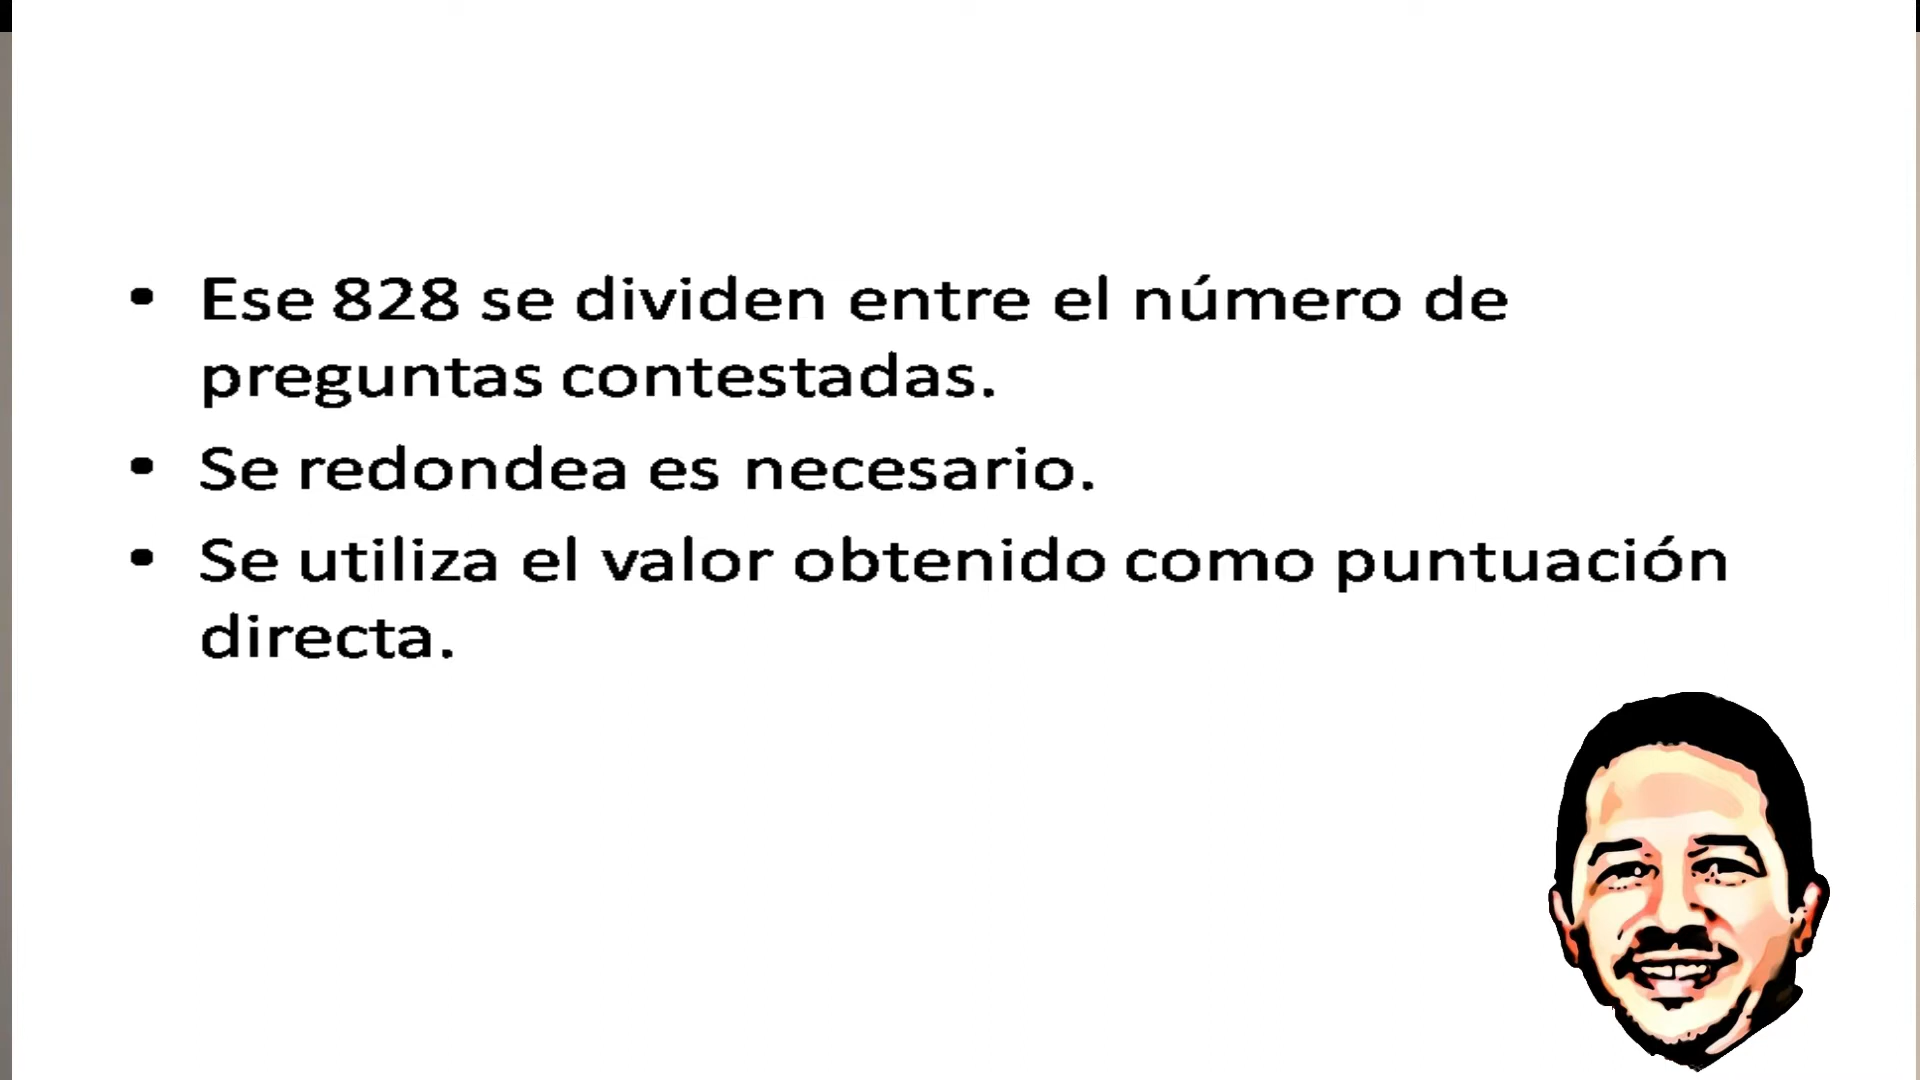 • Ese 828 se dividen entre el número de
preguntas contestadas.
• Se redondea es necesario.
• Se utiliza el valor obtenido como puntuación
directa.